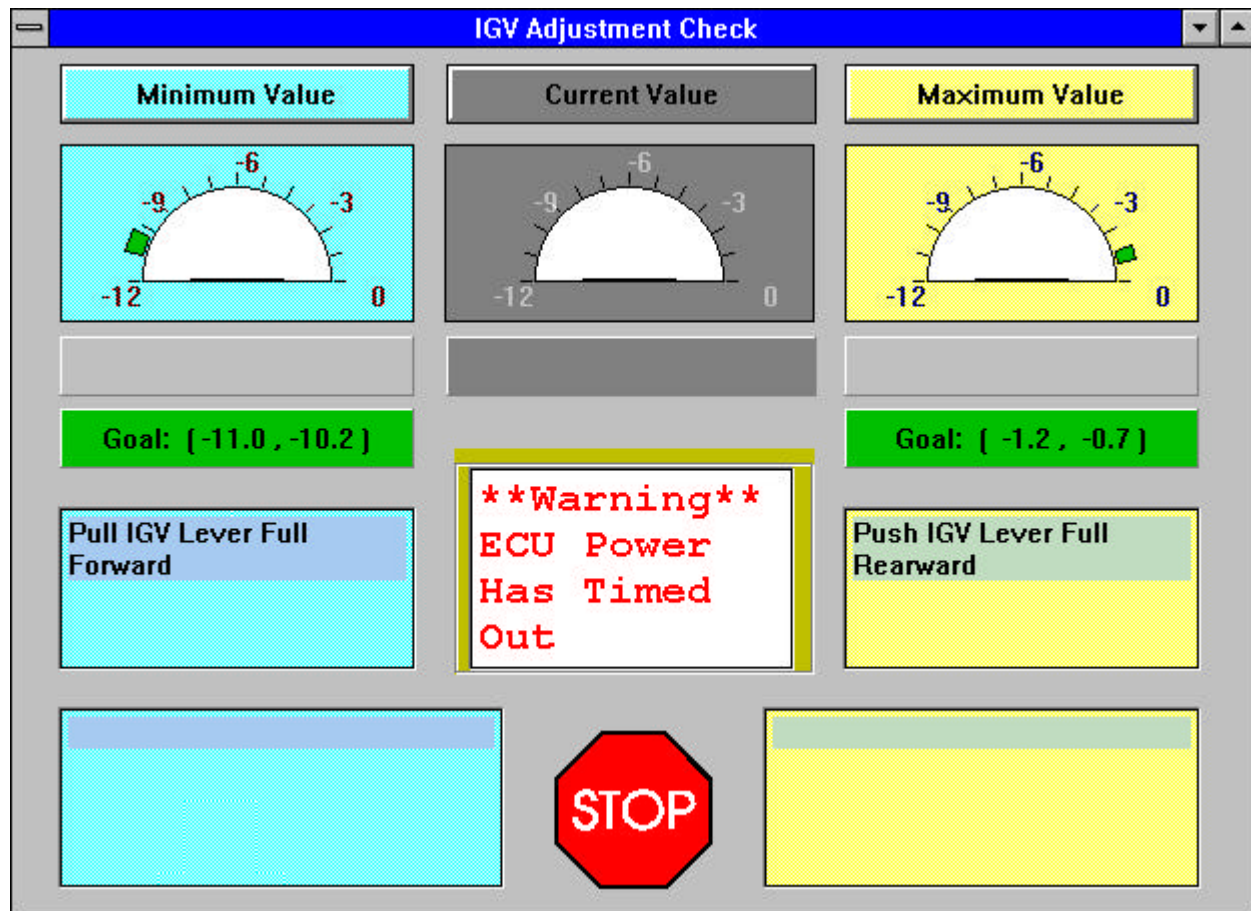 IGV Adjustment Check
Minimum Value
Current Value
Maximum Value
-12
-9
-6
-3
0
-12
-9
-6
-3
0
-12
-9
-6
-3
0
Goal: ( -11.0 , -10.2 )
Goal: ( -1.2 , -0.7 )
Pull IGV Lever Full
Forward
**Warning**
ECU Power
Has Timed
Out
Push IGV Lever Full
Rearward
STOP